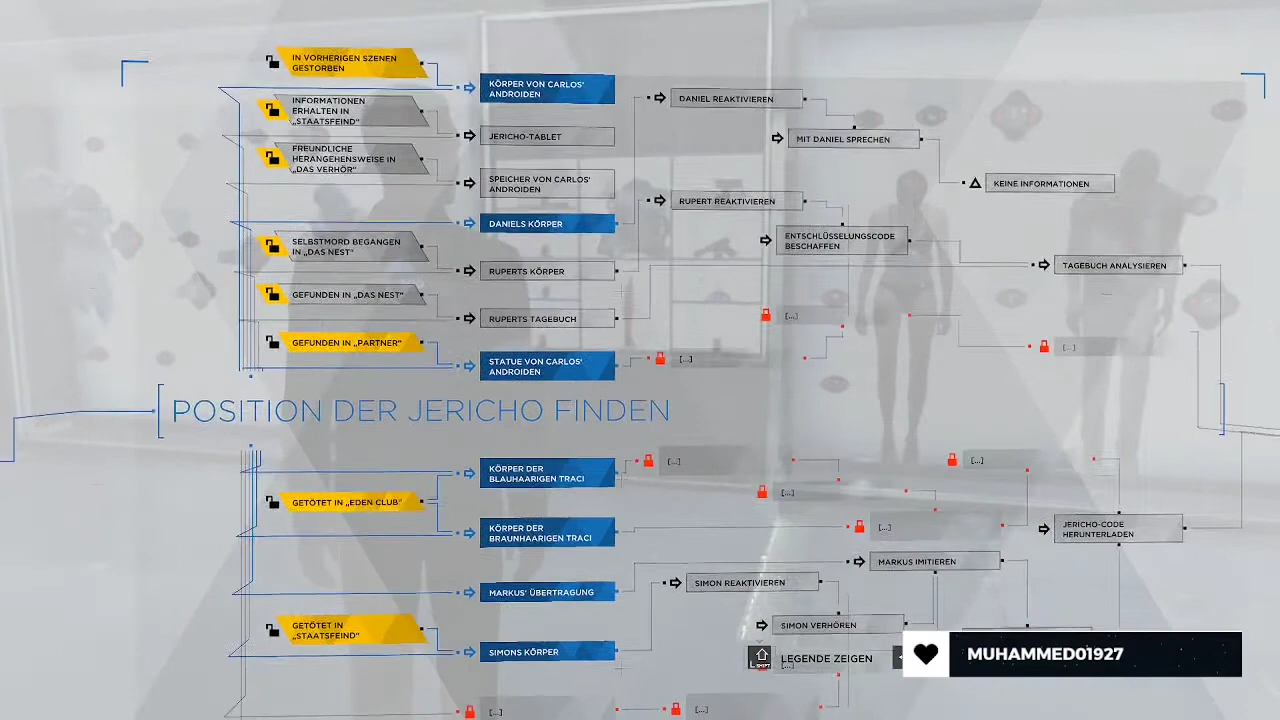 IN VORHERIGEN SZENEN
GESTORBEN
KÖRPER VON CARLOS'
ANDROIDEN
INFORMATIONEN
ERHALTEN IN
„STAATSFEIND"
JERICHO-TABLET
FREUNDLICHE
HERANGEHENSWEISE IN
„DAS VERHÖR"
SPEICHER VON CARLOS'
ANDROIDEN
DANIELS KÖRPER
SELBSTMORD BEGANGEN
IN „DAS NEST"
RUPERTS KÖRPER
GEFUNDEN IN „DAS NEST"
RUPERTS TAGEBUCH
GEFUNDEN IN „PARTNER"
STATUE VON CARLOS'
ANDROIDEN
[...]
DANIEL REAKTIVIEREN
MIT DANIEL SPRECHEN
KEINE INFORMATIONEN
RUPERT REAKTIVIEREN
ENTSCHLÜSSELUNGSCODE
BESCHAFFEN
TAGEBUCH ANALYSIEREN
[...]
[...]
POSITION DER JERICHO FINDEN
KÖRPER DER
BLAUHAARIGEN TRACI
[...]
[...]
[...]
GETÖTET IN „EDEN CLUB"
KÖRPER DER
BRAUNHAARIGEN TRACI
[...]
JERICHO-CODE
HERUNTERLADEN
MARKUS' ÜBERTRAGUNG
MARKUS IMITIEREN
SIMON REAKTIVIEREN
GETÖTET IN
„STAATSFEIND"
SIMONS KÖRPER
SIMON VERHÖREN
L SHIFT
LEGENDE ZEIGEN
[...]
MUHAMMED01927
[...]
[...]